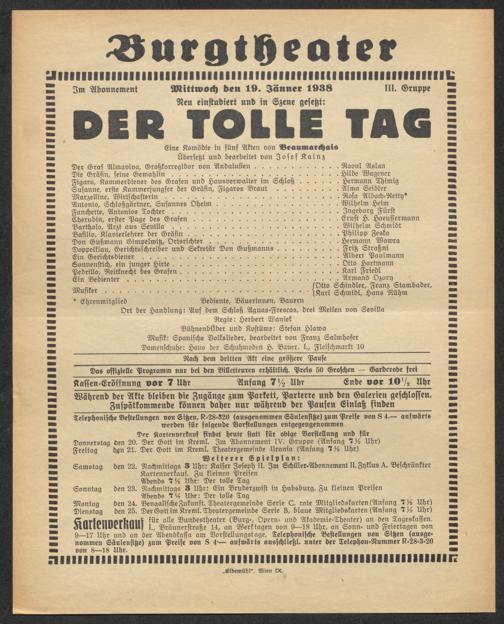 Burgtheater
Im Abonnement Mittwoch den 19. Jänner 1938 III. Gruppe
Neu einstudiert und in Szene gesetzt:
DER TOLLE TAG
Eine Komödie in fünf Akten von Beaumarchais
Übersetzt und bearbeitet von Josef Kainz
Der Graf Almaviva, Großkorregidor von Andalusien . . . Raoul Aslan
Die Gräfin, seine Gemahlin . . . Hilde Wagener
Figaro, Kammerdiener des Grafen und Hausverwalter im Schloß . . . Hermann Thimig
Susanne, erste Kammerjungfer der Gräfin, Figaros Braut . . . Alma Seidler
Marzelline, Wirtschafterin . . . Rosa Albach-Retty*
Antonio, Schloßgärtner, Susannes Oheim . . . Wilhelm Heim
Fanchette, Antonios Tochter . . . Ingeborg Fürst
Cherubin, erster Page des Grafen . . . Ernst H. Haeussermann
Bartholo, Arzt aus Sevilla . . . Wilhelm Schmidt
Basilio, Klavierlehrer der Gräfin . . . Philipp Zeska
Don Gusmann Gimpelwitz, Ortsrichter . . . Hermann Wawra
Doppelklau, Gerichtsschreiber und Sekretär Don Gusmanns . . . Fritz Straßni
Ein Gerichtsdiener . . . Albert Poulmann
Sonnenstich, ein junger Hirte . . . Otto Hartmann
Pedrillo, Reitknecht des Grafen . . . Karl Friedl
Ein Bedienter . . . Armand Ozory
Musiker . . . Otto Schindler, Franz Stambader,
Karl Schmidl, Hans Rühm
* Ehrenmitglied Bediente, Bäuerinnen, Bauern
Ort der Handlung: Auf dem Schloß Aguas-Frescas, drei Meilen von Sevilla
Regie: Herbert Waniek
Bühnenbilder und Kostüme: Stefan Hlawa
Musik: Spanische Volkslieder, bearbeitet von Franz Salmhofer
Damenschuhe: Haus der Schuhmoden H. Bauer, I., Fleischmarkt 10
Nach dem dritten Akt eine größere Pause
Das offizielle Programm nur bei den Billetteuren erhältlich. Preis 50 Groschen — Garderobe frei
Kassen-Eröffnung vor 7 Uhr Anfang 7½ Uhr Ende vor 10½ Uhr
Während der Akte bleiben die Zugänge zum Parkett, Parterre und den Galerien geschlossen.
Zuspätkommende können daher nur während der Pausen Einlaß finden
Telephonische Bestellungen von Sitzen, R-28-320 (ausgenommen Säulensitze) zum Preise von S 4.— aufwärts
werden für folgende Vorstellungen entgegengenommen
Der Kartenverkauf findet heute statt für obige Vorstellung und für
Donnerstag den 20. Der Gott im Kreml. Im Abonnement IV. Gruppe (Anfang 7½ Uhr)
Freitag den 21. Der Gott im Kreml. Theatergemeinde Urania (Anfang 7½ Uhr)
Weiterer Spielplan:
Samstag den 22. Nachmittags 3 Uhr: Kaiser Joseph II. Im Schüler-Abonnement II. Zyklus A. Beschränkter
Kartenverkauf. Zu kleinen Preisen
Abends 7½ Uhr: Der tolle Tag
Sonntag den 23. Nachmittags 3 Uhr: Ein Bruderzwist in Habsburg. Zu kleinen Preisen
Abends 7½ Uhr: Der tolle Tag
Montag den 24. Bengalische Zukunft. Theatergemeinde Serie C, rote Mitgliedskarten (Anfang 7½ Uhr)
Dienstag den 25. Der Gott im Kreml. Theatergemeinde Serie B, blaue Mitgliedskarten (Anfang 7½ Uhr)
Kartenverkauf für alle Bundestheater (Burg-, Opern- und Akademie-Theater) an den Tageskassen.
I., Bräunerstraße 14, an Werktagen von 9—18 Uhr, an Sonn- und Feiertagen von
9—17 Uhr und an der Abendkassa am Vorstellungstage. Telephonische Bestellungen von Sitzen (ausge-
nommen Säulensitze) zum Preise von S 4·— aufwärts ausschließl. unter der Telephon-Nummer R-28-3-20
von 8—18 Uhr.
„Elbemühl“, Wien IX.